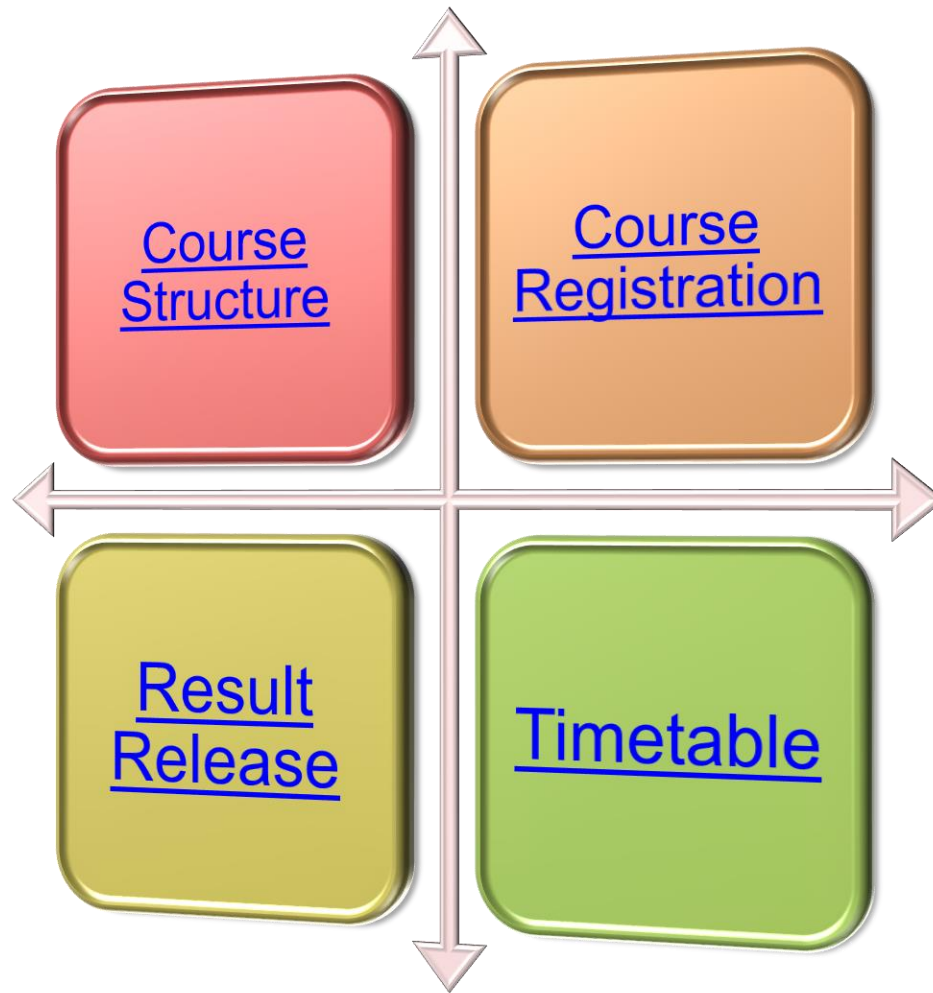 Course
Structure
Course
Registration
Result
Release
Timetable